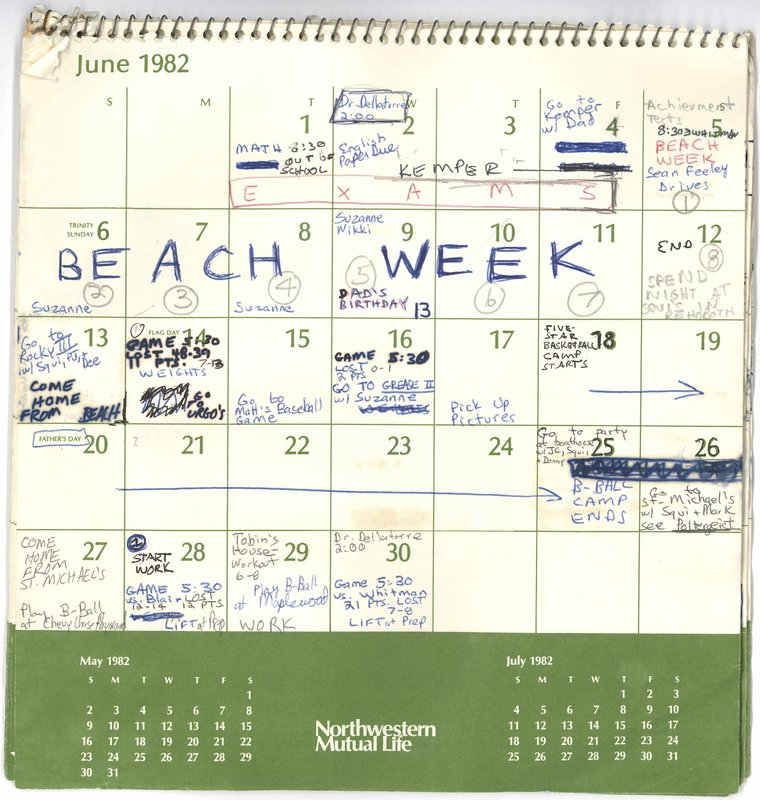 June 1982
S M T W T F S
1
MATH 8:30
OUT OF
SCHOOL
Dr. Dellaturre
2:00
2
English
Paper Due
3
KEMPER
Go to
Kemper
w/ Dad
4
Achievement
Tests
5
8:30
BEACH
WEEK
Sean Feeley
Drives
1
E X A M S
TRINITY
SUNDAY 6
2
Suzanne
7
3
8
4
Suzanne
Suzanne
Nikki
9
5
DAD'S
BIRTHDAY
13
10
6
11
7
12
END
8
SPEND
NIGHT AT
SQUI
IN
REHOBOTH
BEACH WEEK
13
Go to
Rocky III
w/ Squi, PJ,
COME
HOME
FROM BEACH
1
FLAG DAY
14
GAME 5:30
LOST 48-39
11 PTS.
WEIGHTS
GO
TO
URGO'S
15
Go to
Matt's Baseball
Game
16
GAME 5:30
LOST 0-1
2 PTS
GO TO GREASE II
w/ Suzanne
17
Pick Up
Pictures
FIVE-
STAR
BASKETBALL
CAMP
STARTS
18
19
FATHER'S DAY
20
21
22
23
24
Go to party
at boathouse
w/ JC, Squi
25
B-BALL
CAMP
ENDS
26
Go to
St. Michael's
w/ Squi + Mark
see Poltergeist
COME
HOME
FROM
ST. MICHAEL'S
27
Play B-Ball
at Chevy Chase Playground
1
28
START
WORK
GAME 5:30
vs. Blair LOST
12-14 12 PTS.
LIFT at Prep
Tobin's
House-
Workout
6-8
29
Play B-Ball
at Maplewood
WORK
Dr. Dellaturre
2:00
30
Game 5:30
vs. Whitman
21 PTS. LOST
7-8
LIFT at Prep
May 1982
S M T W T F S
1
2 3 4 5 6 7 8
9 10 11 12 13 14 15
16 17 18 19 20 21 22
23 24 25 26 27 28 29
30 31
Northwestern
Mutual Life
July 1982
S M T W T F S
1 2 3
4 5 6 7 8 9 10
11 12 13 14 15 16 17
18 19 20 21 22 23 24
25 26 27 28 29 30 31